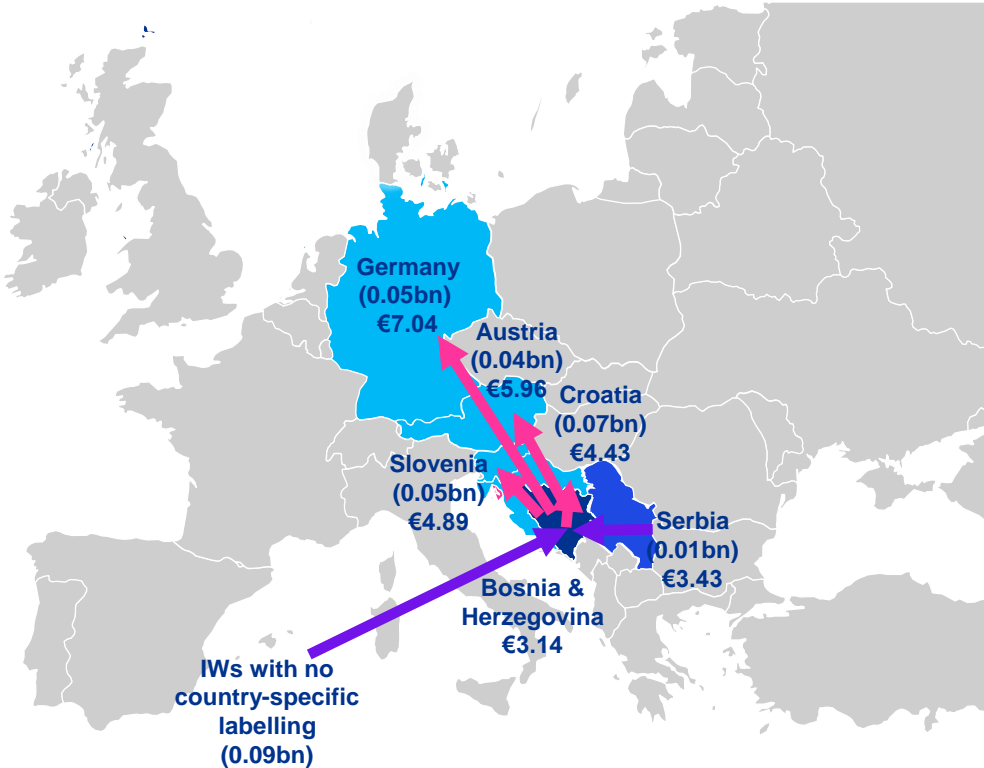 Germany
(0.05bn)
€7.04
Austria
(0.04bn)
€5.96
Croatia
(0.07bn)
€4.43
Slovenia
(0.05bn)
€4.89
Serbia
(0.01bn)
€3.43
Bosnia &
Herzegovina
€3.14
IWs with no
country-specific
labelling
(0.09bn)